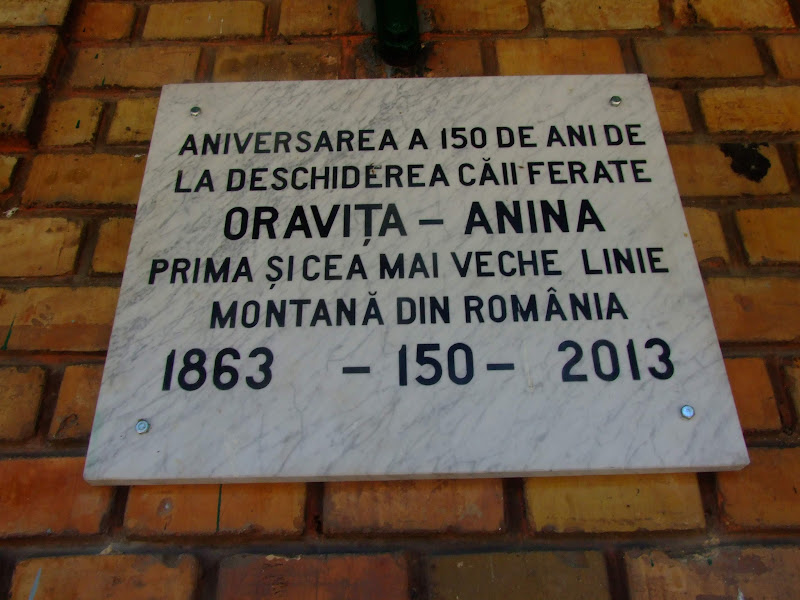 ANIVERSAREA A 150 DE ANI DE
LA DESCHIDEREA CĂII FERATE
ORAVIȚA – ANINA
PRIMA ȘI CEA MAI VECHE LINIE
MONTANĂ DIN ROMÂNIA
1863 – 150 – 2013